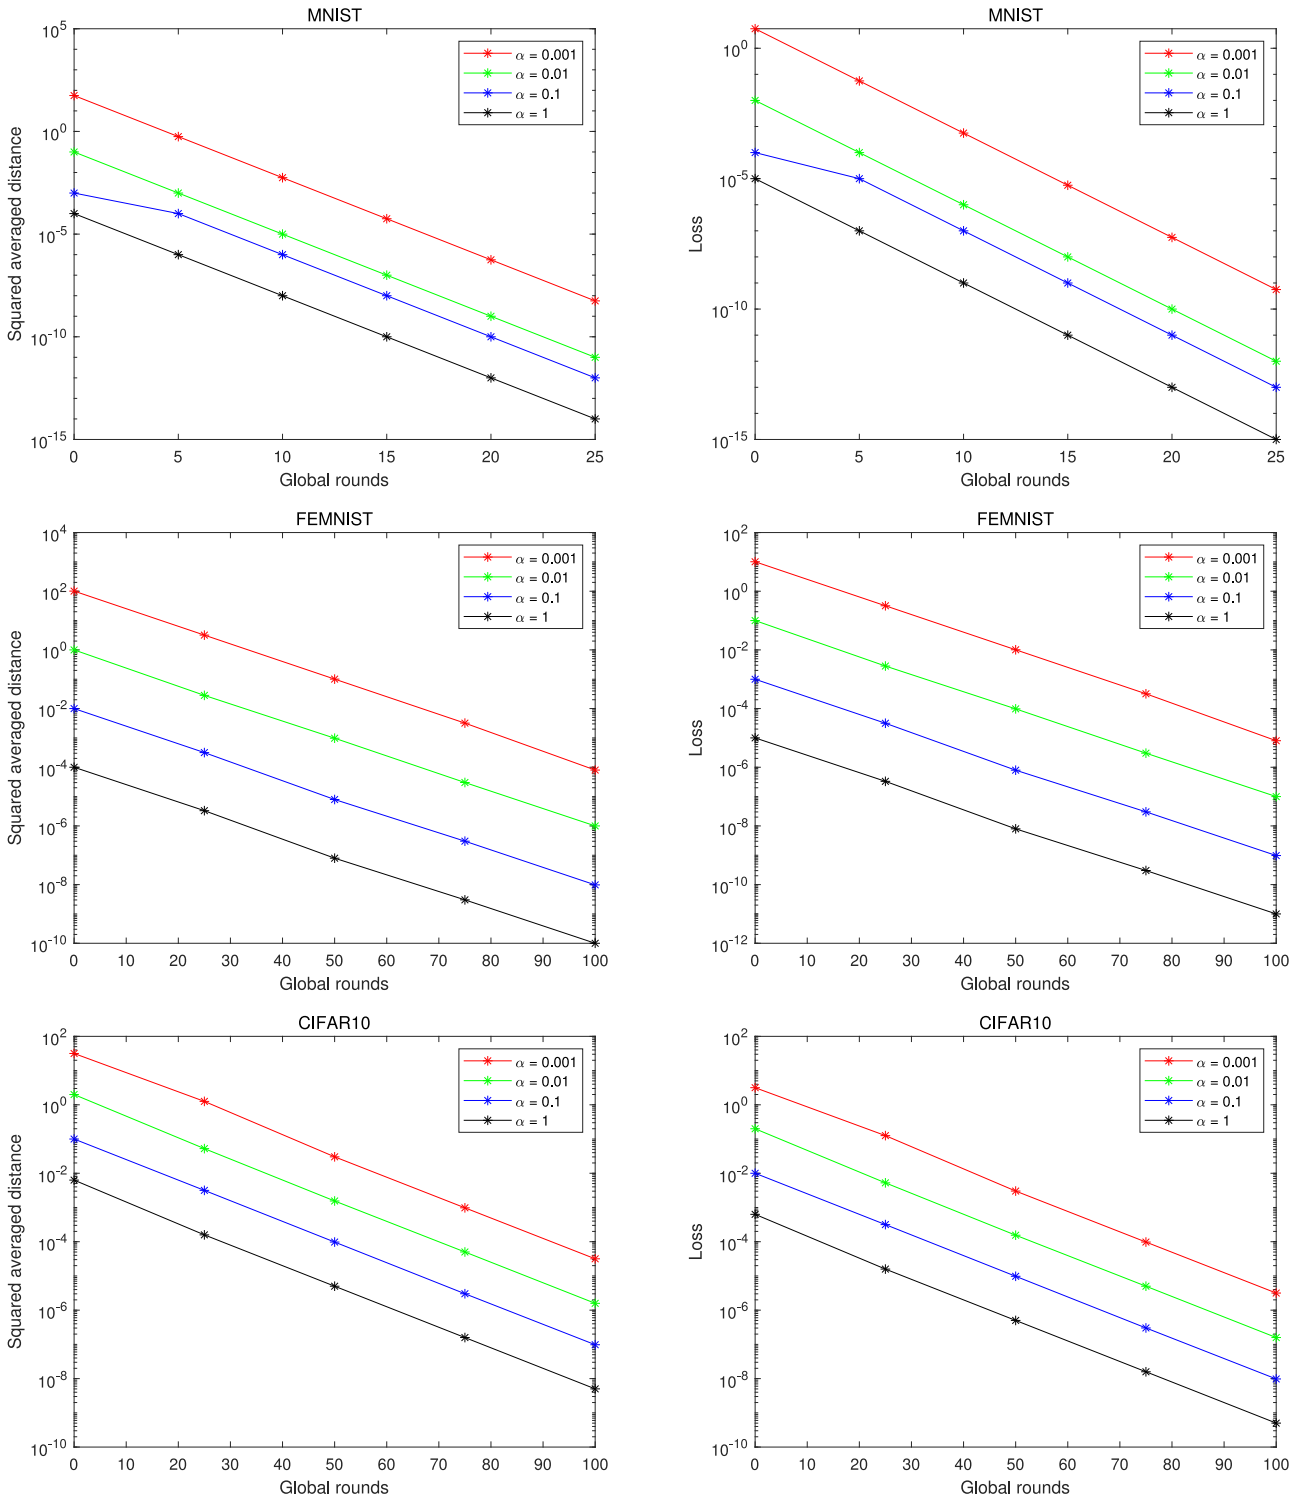 MNIST
10^5
10^0
10^-5
10^-10
10^-15
Squared averaged distance
α = 0.001
α = 0.01
α = 0.1
α = 1
0 5 10 15 20 25
Global rounds
MNIST
10^0
10^-5
10^-10
10^-15
Loss
α = 0.001
α = 0.01
α = 0.1
α = 1
0 5 10 15 20 25
Global rounds
FEMNIST
10^4
10^2
10^0
10^-2
10^-4
10^-6
10^-8
10^-10
Squared averaged distance
α = 0.001
α = 0.01
α = 0.1
α = 1
0 10 20 30 40 50 60 70 80 90 100
Global rounds
FEMNIST
10^2
10^0
10^-2
10^-4
10^-6
10^-8
10^-10
10^-12
Loss
α = 0.001
α = 0.01
α = 0.1
α = 1
0 10 20 30 40 50 60 70 80 90 100
Global rounds
CIFAR10
10^2
10^0
10^-2
10^-4
10^-6
10^-8
10^-10
Squared averaged distance
α = 0.001
α = 0.01
α = 0.1
α = 1
0 10 20 30 40 50 60 70 80 90 100
Global rounds
CIFAR10
10^2
10^0
10^-2
10^-4
10^-6
10^-8
10^-10
Loss
α = 0.001
α = 0.01
α = 0.1
α = 1
0 10 20 30 40 50 60 70 80 90 100
Global rounds